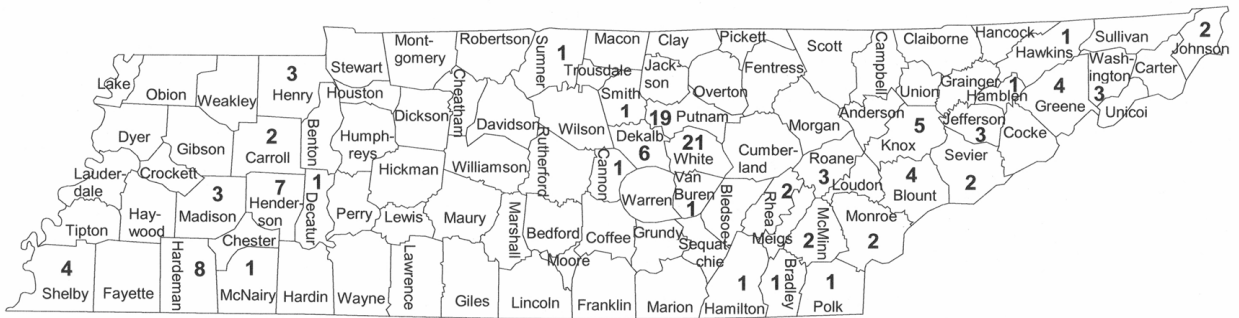 Lake
Obion
Weakley
3
Henry
Stewart
Mont-
gomery
Robertson
Sumner
1
Macon
Trousdale
Clay
Pickett
Jack-
son
Fentress
Overton
Scott
Campbell
Claiborne
Hancock
1
Hawkins
Sullivan
2
Johnson
Wash-
ington
3
Carter
Unicoi
4
Greene
Grainger
1
Hamblen
Union
Jefferson
3
Cocke
Anderson
5
Knox
Sevier
2
Morgan
Houston
Dickson
Cheatham
Davidson
Wilson
Smith
1
19
Putnam
Dekalb
6
21
White
Cumber-
land
Roane
3
Loudon
4
Blount
Dyer
Gibson
2
Carroll
Benton
Humph-
reys
Hickman
Williamson
Rutherford
Cannon
1
Warren
Van
Buren
1
Bledsoe
Rhea
2
Meigs
McMinn
2
Monroe
2
Lauder-
dale
Crockett
Hay-
wood
3
Madison
7
Hender-
son
1
Decatur
Perry
Lewis
Maury
Marshall
Bedford
Coffee
Grundy
Sequat-
chie
Tipton
Chester
Moore
4
Shelby
Fayette
Hardeman
8
1
McNairy
Hardin
Wayne
Lawrence
Giles
Lincoln
Franklin
Marion
1
Hamilton
1
Bradley
1
Polk